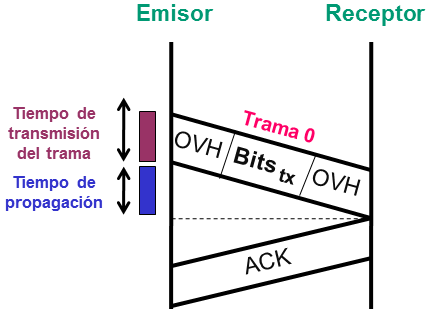 Emisor
Receptor
Tiempo de
transmisión
del trama
Tiempo de
propagación
Trama 0
OVH
Bits tx
OVH
ACK